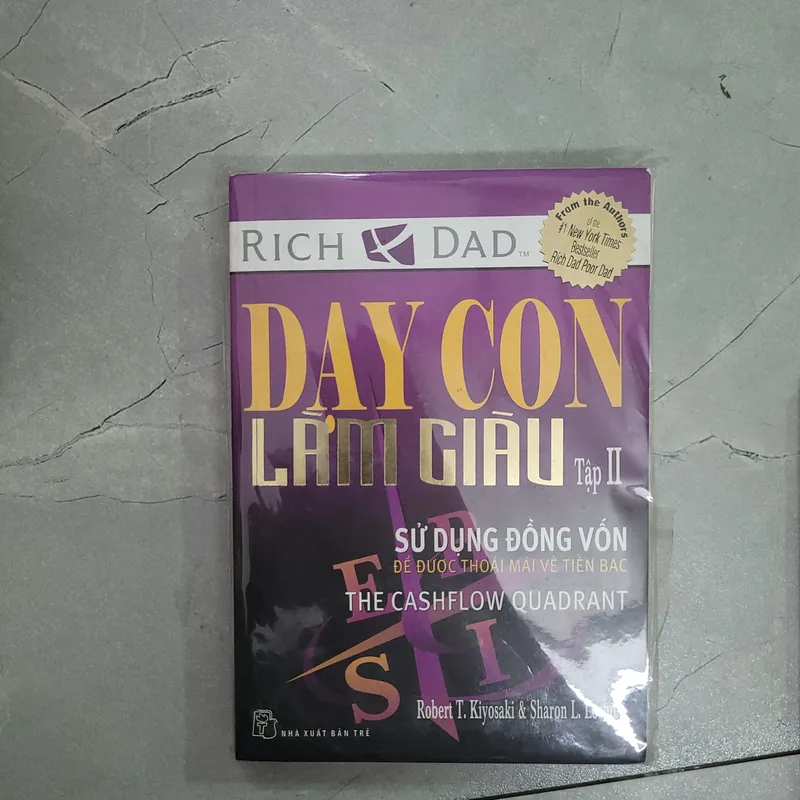 RICH DAD™
From the Authors
of the
#1 New York Times
Bestseller
Rich Dad Poor Dad
DẠY CON
LÀM GIÀU
Tập II
SỬ DỤNG ĐỒNG VỐN
ĐỂ ĐƯỢC THOẢI MÁI VỀ TIỀN BẠC
THE CASHFLOW QUADRANT
E B
S I
Robert T. Kiyosaki & Sharon L.
NHÀ XUẤT BẢN TRẺ